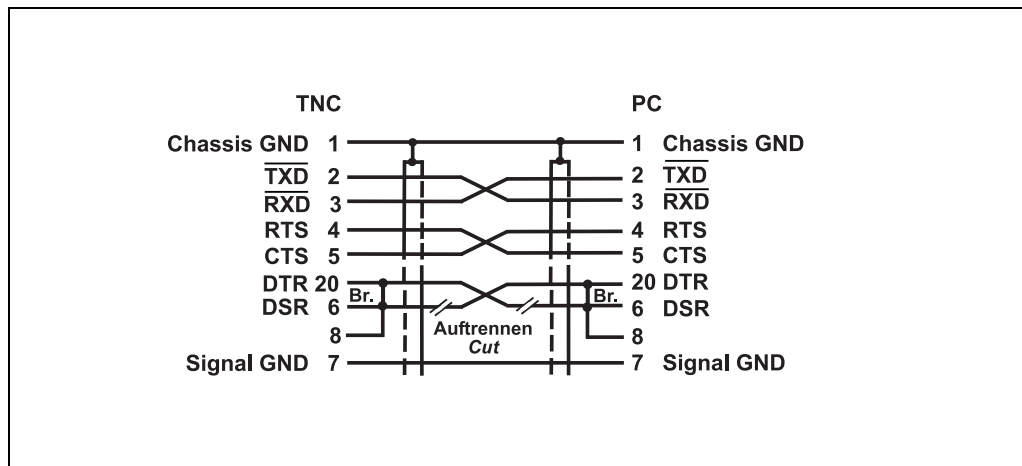 TNC PC
Chassis GND 1 1 Chassis GND
TXD 2 2 TXD
RXD 3 3 RXD
RTS 4 4 RTS
CTS 5 5 CTS
DTR 20 20 DTR
Br. Br.
DSR 6 6 DSR
Auftrennen
8 8
Cut
Signal GND 7 7 Signal GND